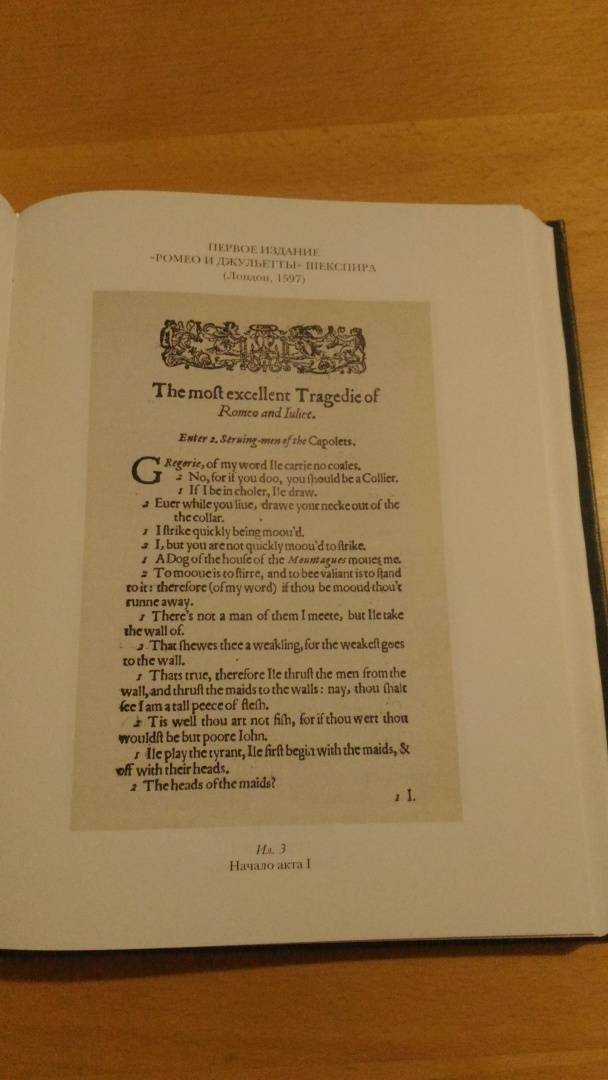 ПЕРВОЕ ИЗДАНИЕ
«РОМЕО И ДЖУЛЬЕТТЫ» ШЕКСПИРА
(Лондон, 1597)
The moſt excellent Tragedie of
Romeo and Iuliet.
Enter 2. Seruing-men of the Capolets.
GRegorie, of my word Ile carrie no coales.
2 No, for if you doo, you ſhould be a Collier.
1 If I be in choler, Ile draw.
2 Euer while you liue, drawe your necke out of the
the collar.
1 I ſtrike quickly being moou'd.
2 I, but you are not quickly moou'd to ſtrike.
1 A Dog of the houſe of the Mountagues moues me.
2 To mooue is to ſtirre, and to bee valiant is to ſtand
to it: therefore (of my word) if thou be mooud thou't
runne away.
1 There's not a man of them I meete, but Ile take
the wall of.
2 That ſhewes thee a weakling, for the weakeſt goes
to the wall.
1 Thats true, therefore Ile thruſt the men from the
wall, and thruſt the maids to the walls: nay, thou ſhalt
ſee I am a tall peece of fleſh.
2 Tis well thou art not fiſh, for if thou wert thou
wouldſt be but poore Iohn.
1 Ile play the tyrant, Ile firſt begin with the maids, &
off with their heads.
2 The heads of the maids?
1 I.
Ил. 3
Начало акта I